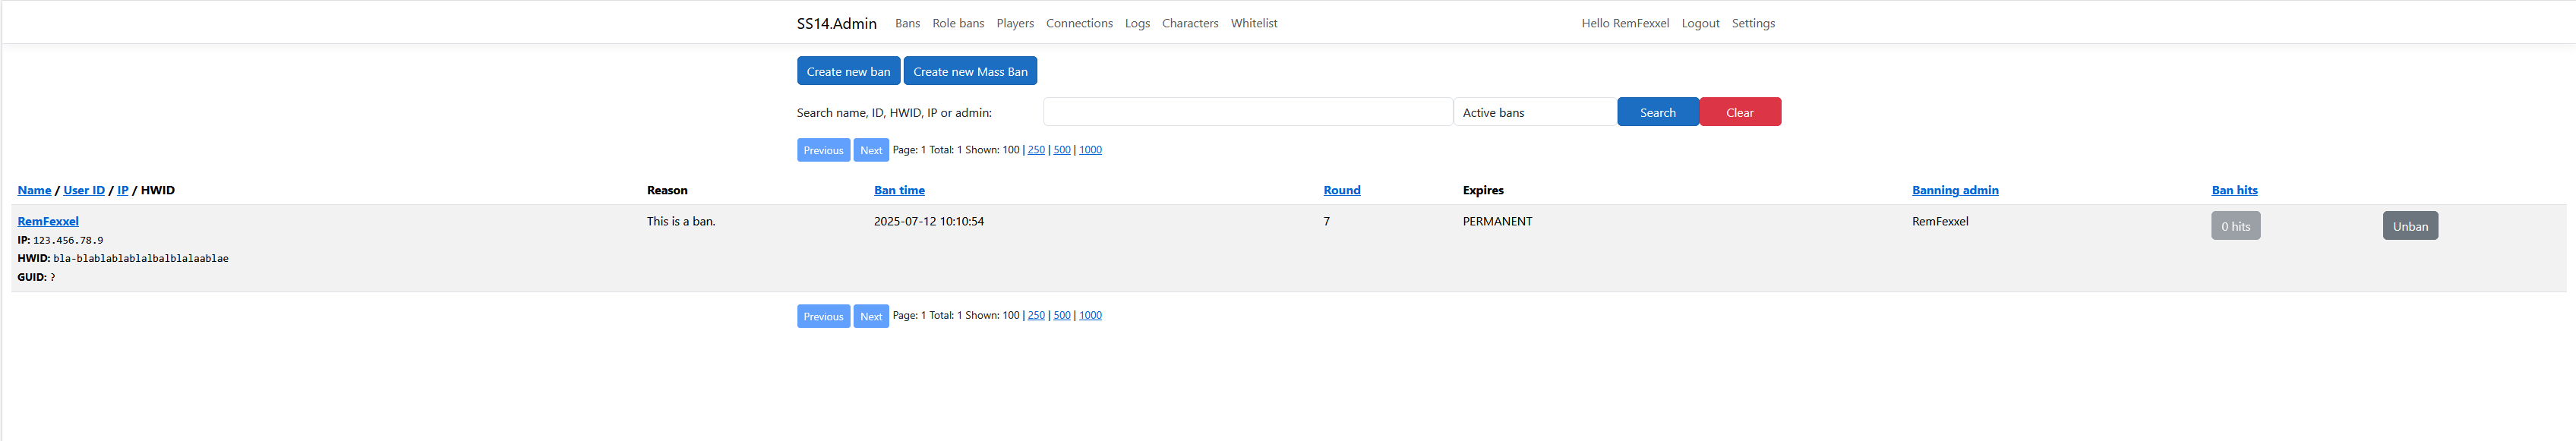 SS14.Admin Bans Role bans Players Connections Logs Characters Whitelist Hello RemFexxel Logout Settings
Create new ban Create new Mass Ban
Search name, ID, HWID, IP or admin: Active bans Search Clear
Previous Next Page: 1 Total: 1 Shown: 100 | 250 | 500 | 1000
Name / User ID / IP / HWID Reason Ban time Round Expires Banning admin Ban hits
RemFexxel This is a ban. 2025-07-12 10:10:54 7 PERMANENT RemFexxel 0 hits Unban
IP: 123.456.78.9
HWID: bla-blablablablalbalblalaablae
GUID: ?
Previous Next Page: 1 Total: 1 Shown: 100 | 250 | 500 | 1000